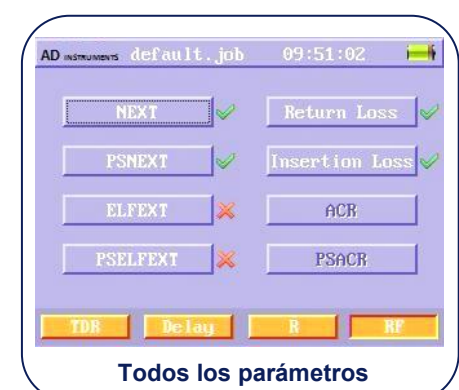 AD INSTRUMENTS default.job 09:51:02
NEXT Return Loss
PSNEXT Insertion Loss
ELFEXT ACR
PSELFEXT PSACR
TDR Delay R RF
Todos los parámetros